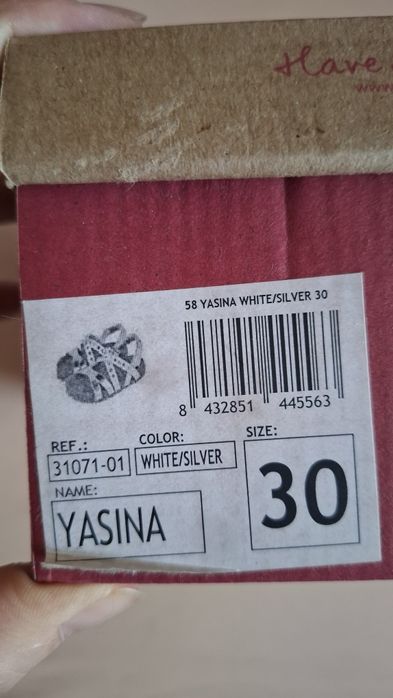 Have
www
58 YASINA WHITE/SILVER 30
8 432851 445563
REF.:
31071-01
COLOR:
WHITE/SILVER
SIZE:
30
NAME:
YASINA